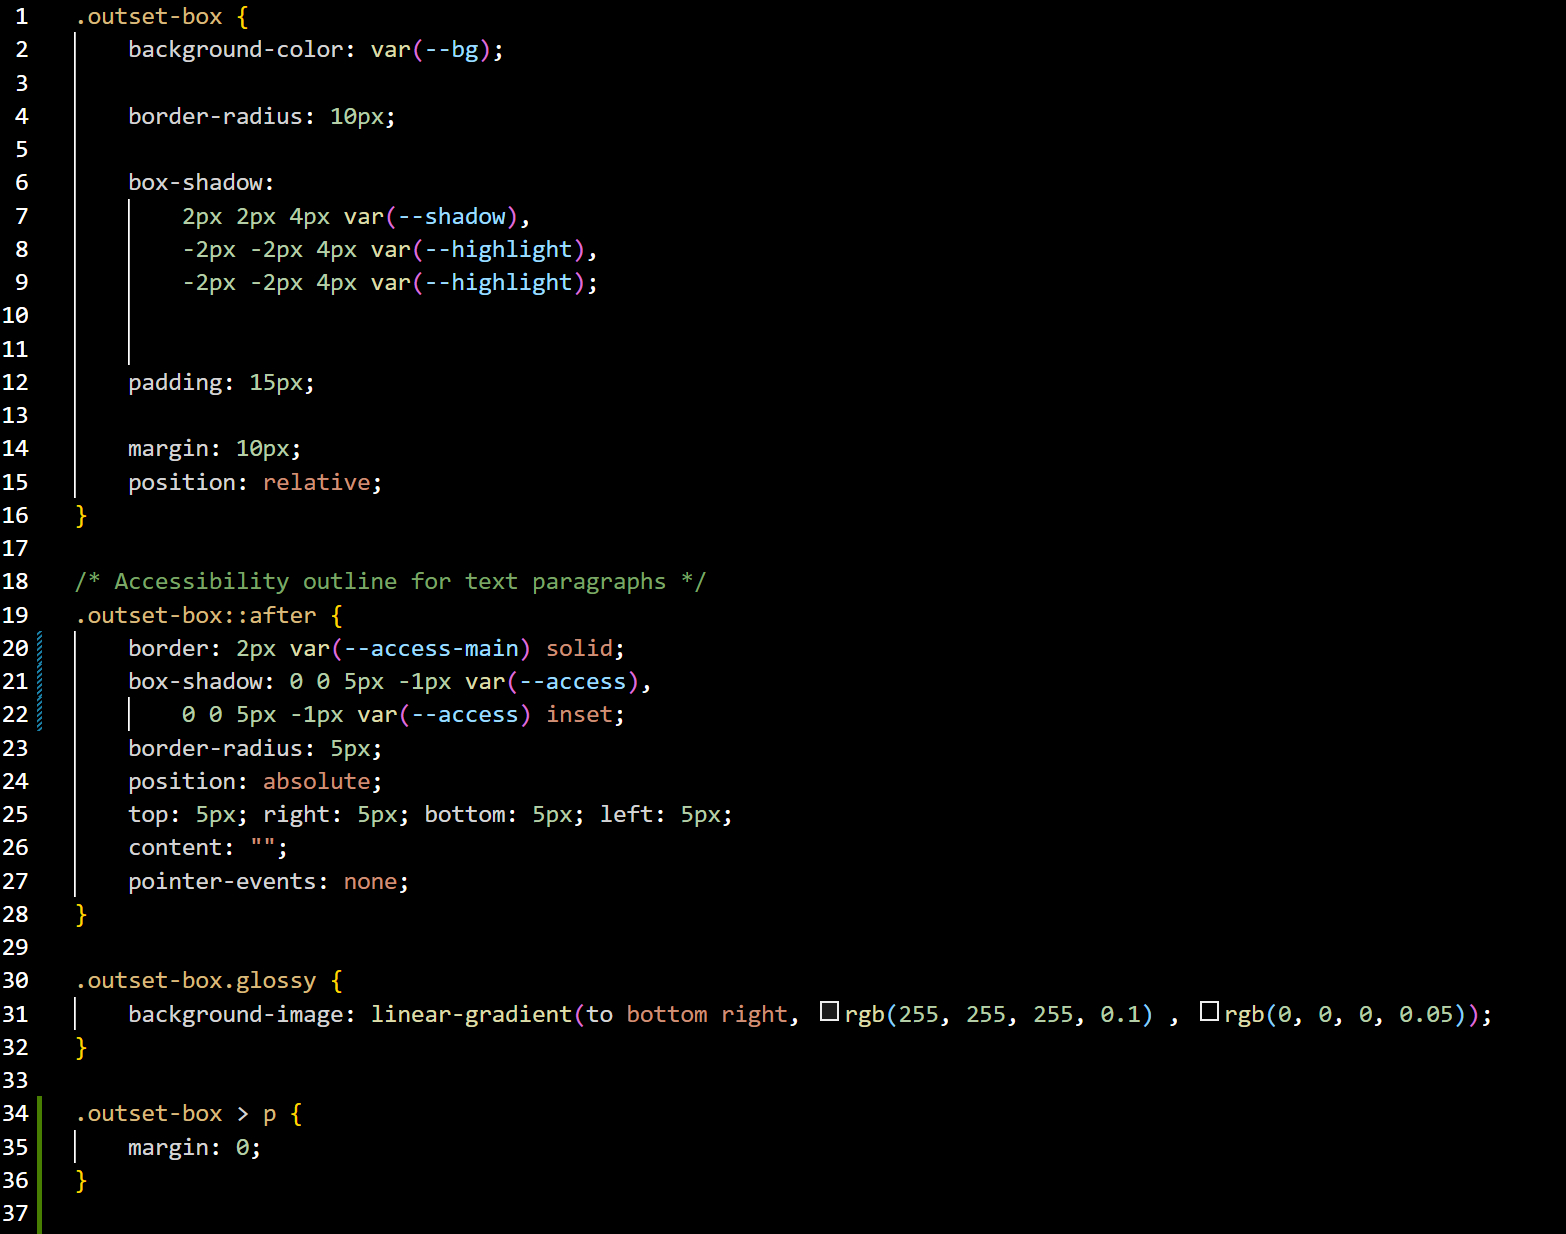 1 .outset-box {
2 background-color: var(--bg);
3
4 border-radius: 10px;
5
6 box-shadow:
7 2px 2px 4px var(--shadow),
8 -2px -2px 4px var(--highlight),
9 -2px -2px 4px var(--highlight);
10
11
12 padding: 15px;
13
14 margin: 10px;
15 position: relative;
16 }
17
18 /* Accessibility outline for text paragraphs */
19 .outset-box::after {
20 border: 2px var(--access-main) solid;
21 box-shadow: 0 0 5px -1px var(--access),
22 0 0 5px -1px var(--access) inset;
23 border-radius: 5px;
24 position: absolute;
25 top: 5px; right: 5px; bottom: 5px; left: 5px;
26 content: "";
27 pointer-events: none;
28 }
29
30 .outset-box.glossy {
31 background-image: linear-gradient(to bottom right, rgb(255, 255, 255, 0.1) , rgb(0, 0, 0, 0.05));
32 }
33
34 .outset-box > p {
35 margin: 0;
36 }
37